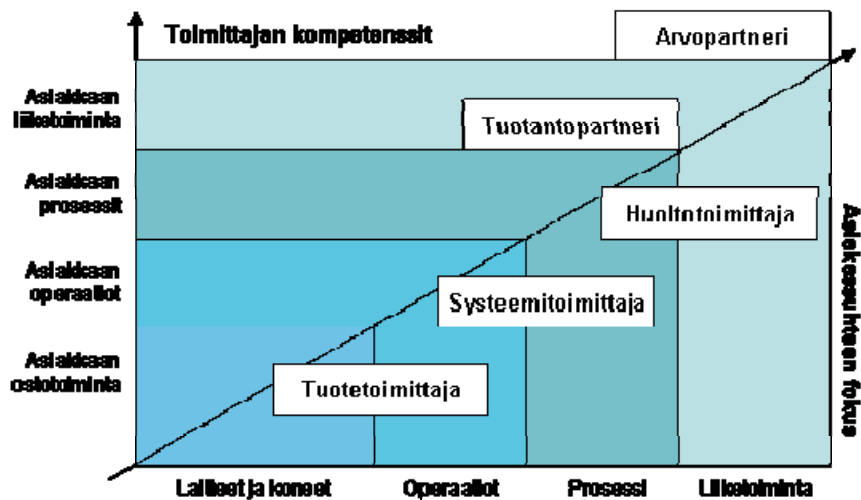 Toimittajan kompetenssit
Arvopartneri
Asiakkaan
liiketoiminta
Tuotantopartneri
Asiakkaan
prosessit
Huoltotoimittaja
Asiakkaan
operaatiot
Systeemitoimittaja
Asiakkaan
ostotoiminta
Tuotetoimittaja
Asiakassuhteen fokus
Laitteet ja koneet
Operaatiot
Prosessi
Liiketoiminta